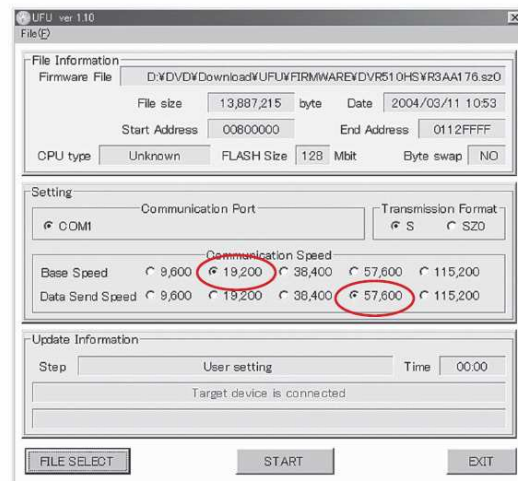 UFU ver 1.10
File(F)
File Information
Firmware File D:¥DVD¥Download¥UFU¥FIRMWARE¥DVR510HS¥R3AA176.sz0
File size 13,887,215 byte Date 2004/03/11 10:53
Start Address 00800000 End Address 0112FFFF
CPU type Unknown FLASH Size 128 Mbit Byte swap NO
Setting
Communication Port Transmission Format
COM1 S SZ0
Communication Speed
Base Speed 9,600 19,200 38,400 57,600 115,200
Data Send Speed 9,600 19,200 38,400 57,600 115,200
Update Information
Step User setting Time 00:00
Target device is connected
FILE SELECT START EXIT